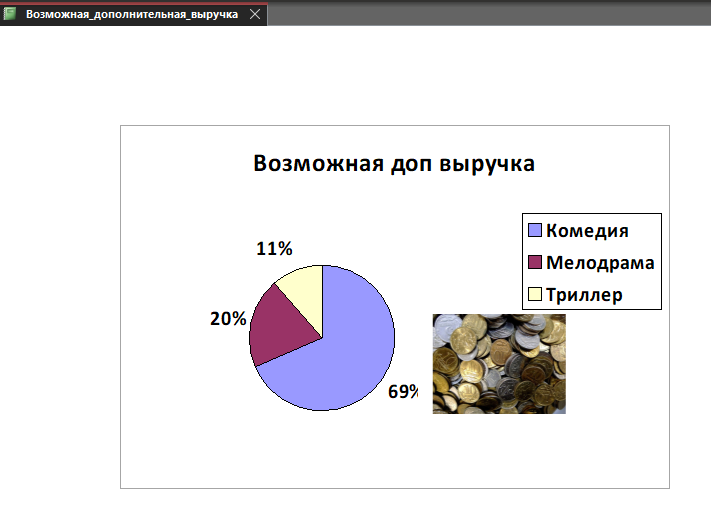 Возможная_дополнительная_выручка
Возможная доп выручка
Комедия
Мелодрама
Триллер
11%
20%
69%